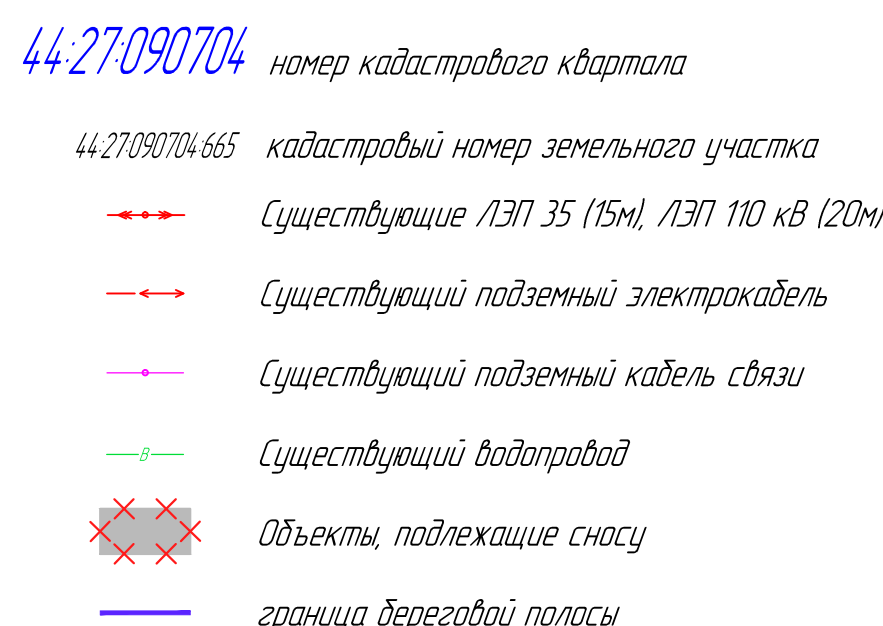 44:27:090704 номер кадастрового квартала
44:27:090704:665 кадастровый номер земельного участка
Существующие ЛЭП 35 (15м), ЛЭП 110 кВ (20м)
Существующий подземный электрокабель
Существующий подземный кабель связи
В Существующий водопровод
Объекты, подлежащие сносу
граница береговой полосы